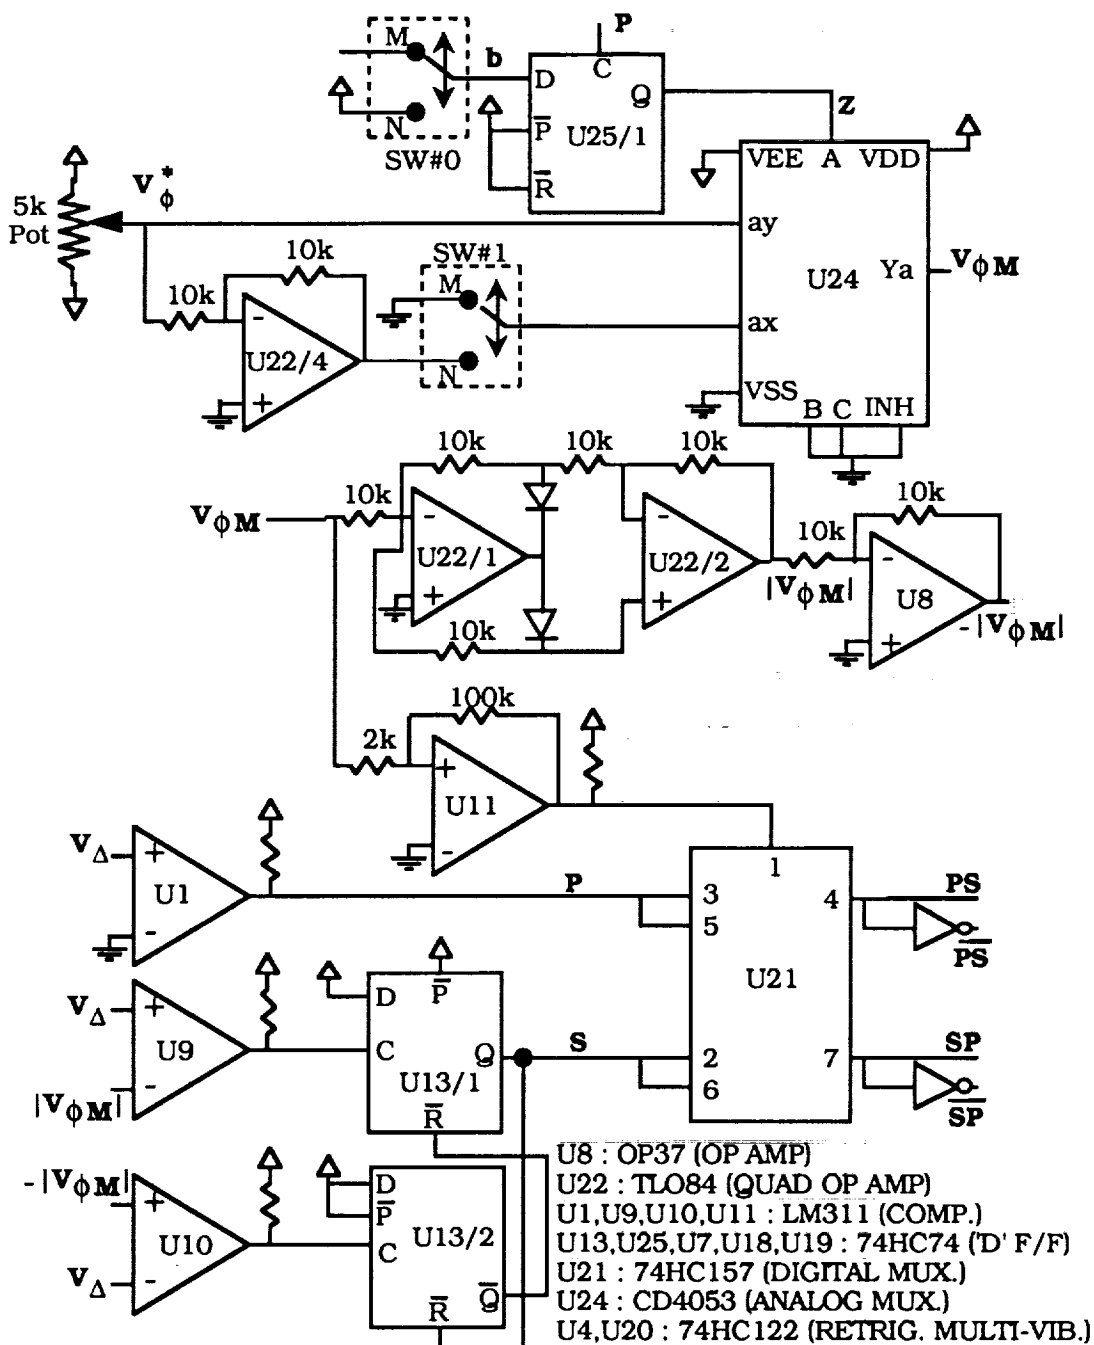 P
M
b
D
C
Q
Z
N
P
U25/1
SW#0
R
VEE A VDD
V*ϕ
5k
Pot
ay
10k
SW#1
M
Ya
VϕM
U24
10k
-
ax
U22/4
N
+
VSS
B C INH
10k
10k
10k
VϕM
10k
-
U22/1
+
-
U22/2
+
10k
10k
10k
|VϕM|
-
U8
+
-|VϕM|
100k
2k
+
U11
-
VΔ
+
U1
-
P
1
3
5
4
PS
PS
U21
VΔ
+
U9
-
|VϕM|
D
P
C
Q
U13/1
R
S
2
6
7
SP
SP
-|VϕM|
+
U10
-
VΔ
D
P
C
U13/2
Q
R
U8 : OP37 (OP AMP)
U22 : TLO84 (QUAD OP AMP)
U1,U9,U10,U11 : LM311 (COMP.)
U13,U25,U7,U18,U19 : 74HC74 ('D' F/F)
U21 : 74HC157 (DIGITAL MUX.)
U24 : CD4053 (ANALOG MUX.)
U4,U20 : 74HC122 (RETRIG. MULTI-VIB.)